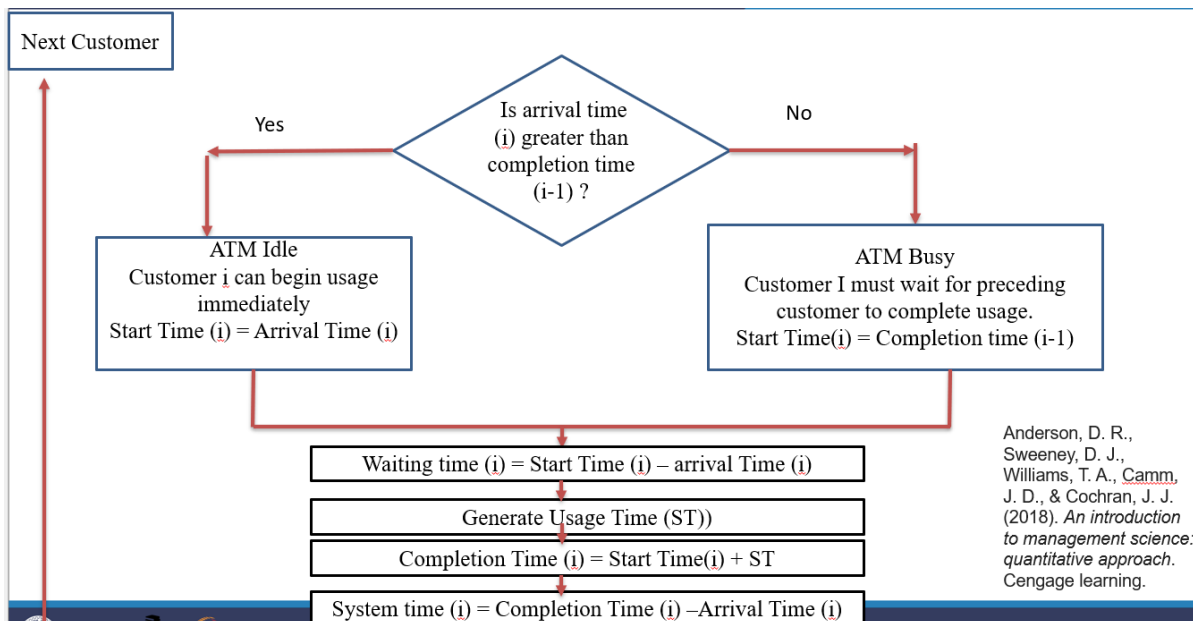 Next Customer
Is arrival time
(i) greater than
completion time
(i-1) ?
Yes
No
ATM Idle
Customer i can begin usage
immediately
Start Time (i) = Arrival Time (i)
ATM Busy
Customer I must wait for preceding
customer to complete usage.
Start Time(i) = Completion time (i-1)
Waiting time (i) = Start Time (i) – arrival Time (i)
Generate Usage Time (ST))
Completion Time (i) = Start Time(i) + ST
System time (i) = Completion Time (i) –Arrival Time (i)
Anderson, D. R.,
Sweeney, D. J.,
Williams, T. A., Camm,
J. D., & Cochran, J. J.
(2018). An introduction
to management science:
quantitative approach.
Cengage learning.